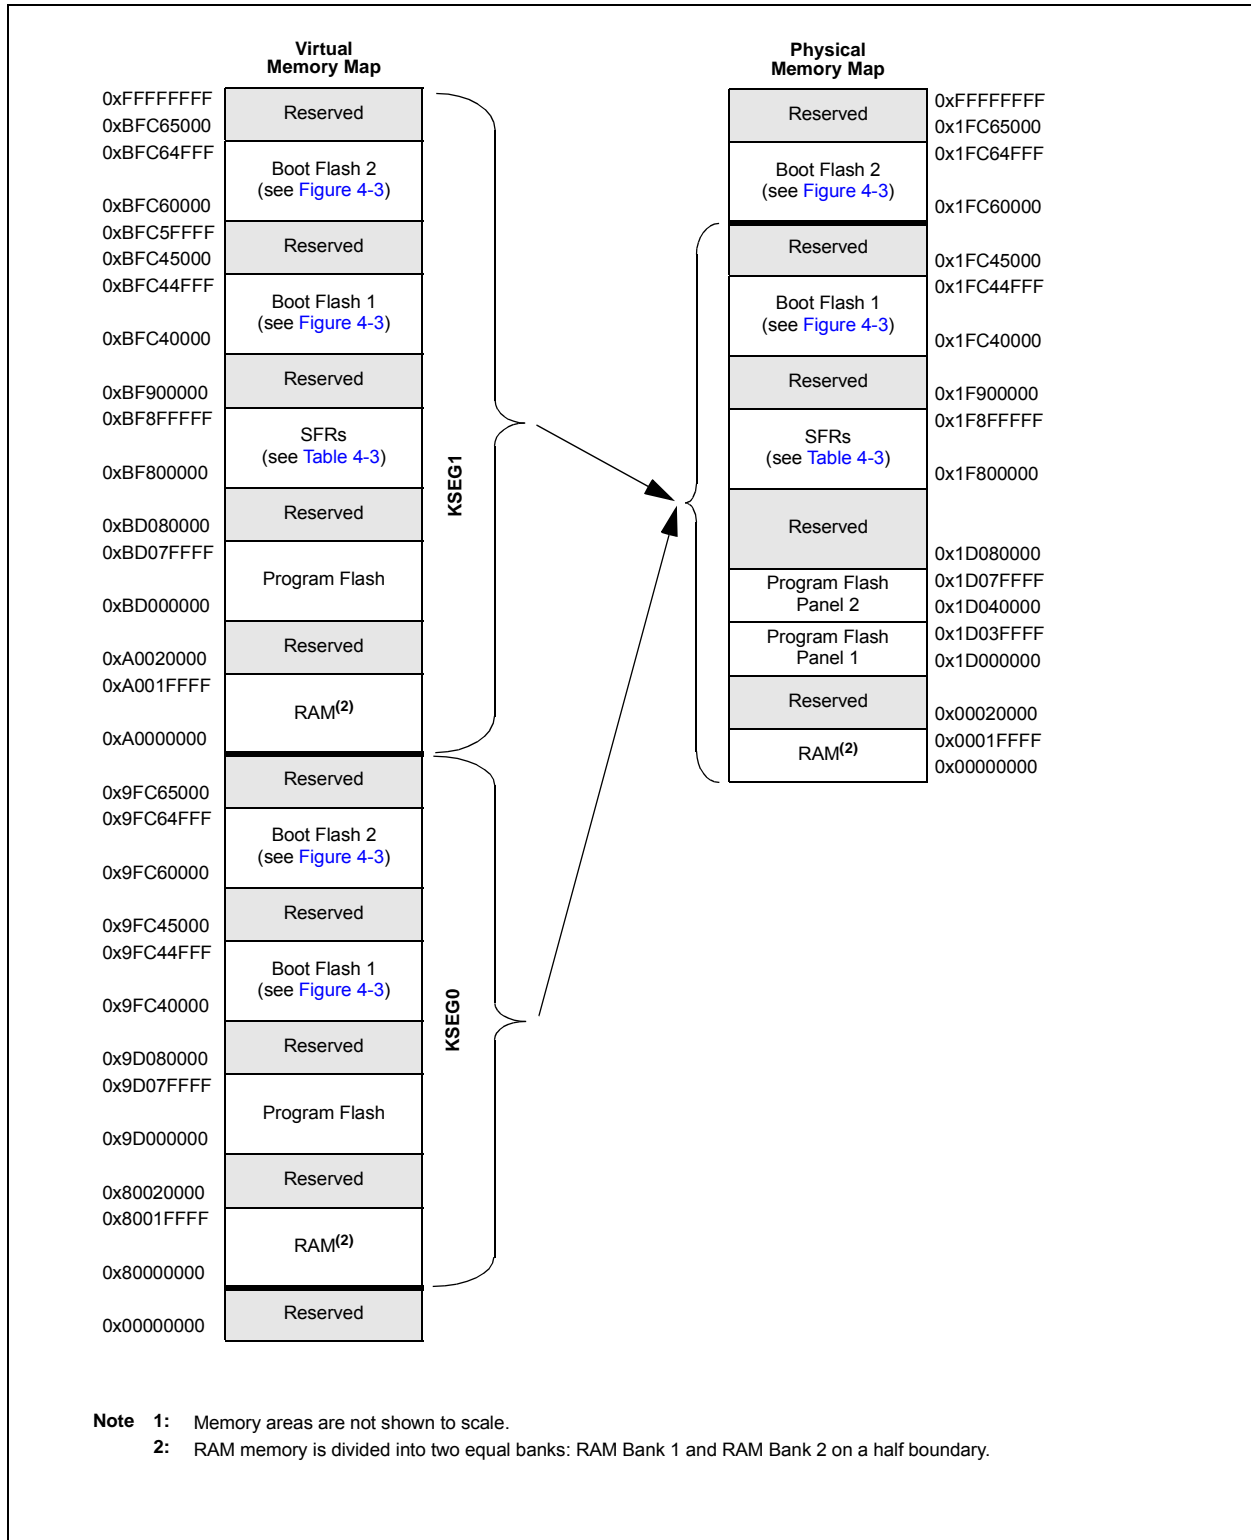 Virtual
Memory Map
0xFFFFFFFF
Reserved
0xBFC65000
0xBFC64FFF
Boot Flash 2
(see Figure 4-3)
0xBFC60000
0xBFC5FFFF
Reserved
0xBFC45000
0xBFC44FFF
Boot Flash 1
(see Figure 4-3)
0xBFC40000
Reserved
0xBF900000
0xBF8FFFFF
SFRs
(see Table 4-3)
0xBF800000
Reserved
0xBD080000
0xBD07FFFF
Program Flash
0xBD000000
Reserved
0xA0020000
0xA001FFFF
RAM(2)
0xA0000000
KSEG1
Reserved
0x9FC65000
0x9FC64FFF
Boot Flash 2
(see Figure 4-3)
0x9FC60000
Reserved
0x9FC45000
0x9FC44FFF
Boot Flash 1
(see Figure 4-3)
0x9FC40000
Reserved
0x9D080000
0x9D07FFFF
Program Flash
0x9D000000
Reserved
0x80020000
0x8001FFFF
RAM(2)
0x80000000
KSEG0
Reserved
0x00000000
Physical
Memory Map
0xFFFFFFFF
Reserved
0x1FC65000
0x1FC64FFF
Boot Flash 2
(see Figure 4-3)
0x1FC60000
Reserved
0x1FC45000
0x1FC44FFF
Boot Flash 1
(see Figure 4-3)
0x1FC40000
Reserved
0x1F900000
0x1F8FFFFF
SFRs
(see Table 4-3)
0x1F800000
Reserved
0x1D080000
0x1D07FFFF
Program Flash
Panel 2
0x1D040000
0x1D03FFFF
Program Flash
Panel 1
0x1D000000
Reserved
0x00020000
0x0001FFFF
RAM(2)
0x00000000
Note 1: Memory areas are not shown to scale.
2: RAM memory is divided into two equal banks: RAM Bank 1 and RAM Bank 2 on a half boundary.